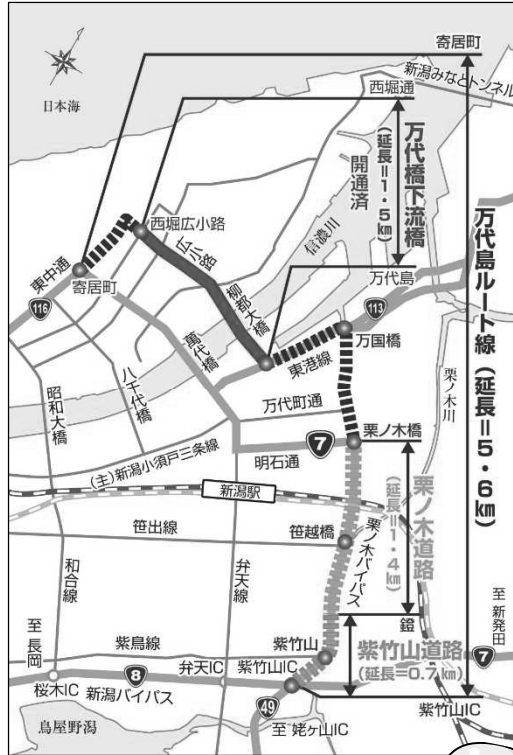 寄居町
新潟みなとトンネル
西堀通
日本海
万代橋下流橋
(延長=1・5㎞)
開通済
万代島ルート線(延長=5・6㎞)
西堀広小路
広小路
信濃川
東中通
寄居町
116
柳都大橋
万代島
113
万国橋
萬代橋
東港線
栗ノ木川
昭和大橋
八千代橋
万代町通
栗ノ木橋
7
明石通
(主)新潟小須戸三条線
新潟駅
栗ノ木道路
(延長=1・4㎞)
笹出線
笹越橋
栗ノ木バイパス
和合線
弁天線
至 新発田
至 長岡
鐙
紫鳥線
紫竹山
紫竹山道路
(延長=0.7㎞)
7
弁天IC
紫竹山IC
8
桜木IC
新潟バイパス
紫竹山IC
49
鳥屋野潟
至 姥ヶ山IC